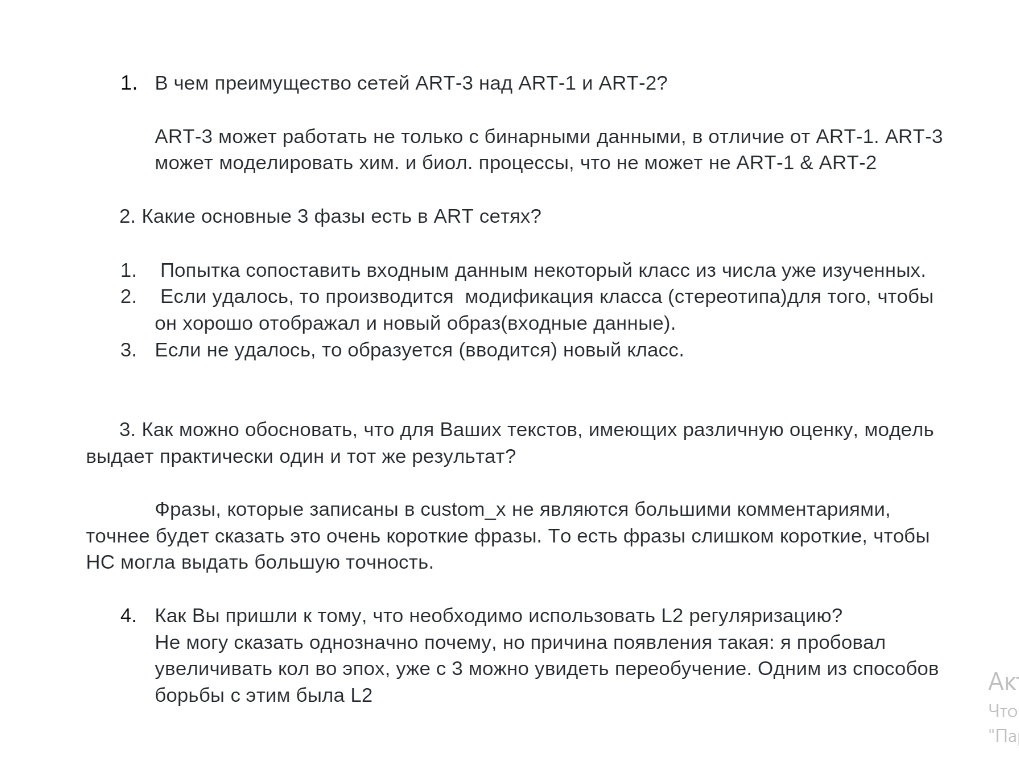 1. В чем преимущество сетей ART-3 над ART-1 и ART-2?
ART-3 может работать не только с бинарными данными, в отличие от ART-1. ART-3
может моделировать хим. и биол. процессы, что не может не ART-1 & ART-2
2. Какие основные 3 фазы есть в ART сетях?
1. Попытка сопоставить входным данным некоторый класс из числа уже изученных.
2. Если удалось, то производится  модификация класса (стереотипа)для того, чтобы
он хорошо отображал и новый образ(входные данные).
3. Если не удалось, то образуется (вводится) новый класс.
3. Как можно обосновать, что для Ваших текстов, имеющих различную оценку, модель
выдает практически один и тот же результат?
Фразы, которые записаны в custom_x не являются большими комментариями,
точнее будет сказать это очень короткие фразы. То есть фразы слишком короткие, чтобы
НС могла выдать большую точность.
4. Как Вы пришли к тому, что необходимо использовать L2 регуляризацию?
Не могу сказать однозначно почему, но причина появления такая: я пробовал
увеличивать кол во эпох, уже с 3 можно увидеть переобучение. Одним из способов
борьбы с этим была L2
Что